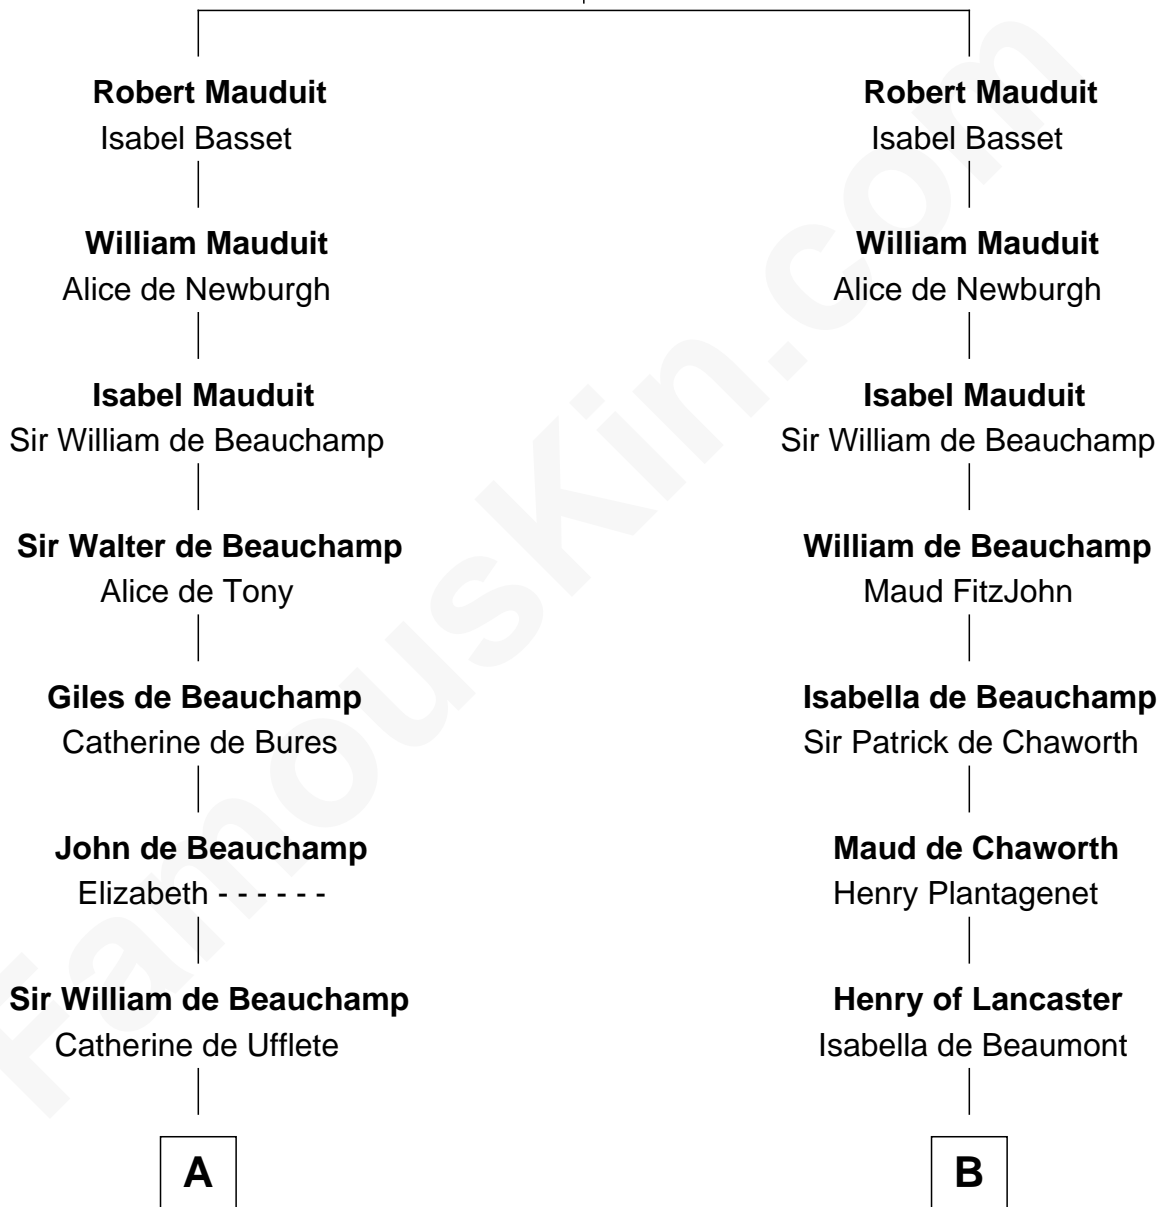 Robert Mauduit
Isabel Basset
William Mauduit
Alice de Newburgh
Isabel Mauduit
Sir William de Beauchamp
Sir Walter de Beauchamp
Alice de Tony
Giles de Beauchamp
Catherine de Bures
John de Beauchamp
Elizabeth - - - - - -
Sir William de Beauchamp
Catherine de Ufflete
A
Robert Mauduit
Isabel Basset
William Mauduit
Alice de Newburgh
Isabel Mauduit
Sir William de Beauchamp
William de Beauchamp
Maud FitzJohn
Isabella de Beauchamp
Sir Patrick de Chaworth
Maud de Chaworth
Henry Plantagenet
Henry of Lancaster
Isabella de Beaumont
B
FamousKin.com